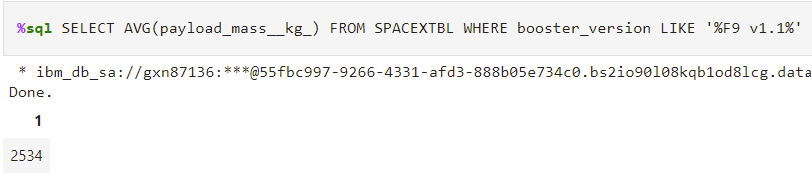 %sql SELECT AVG(payload_mass__kg_) FROM SPACEXTBL WHERE booster_version LIKE '%F9 v1.1%'
* ibm_db_sa://gxn87136:***@55fbc997-9266-4331-afd3-888b05e734c0.bs2io90l08kqb1od8lcg.data
Done.
1
2534